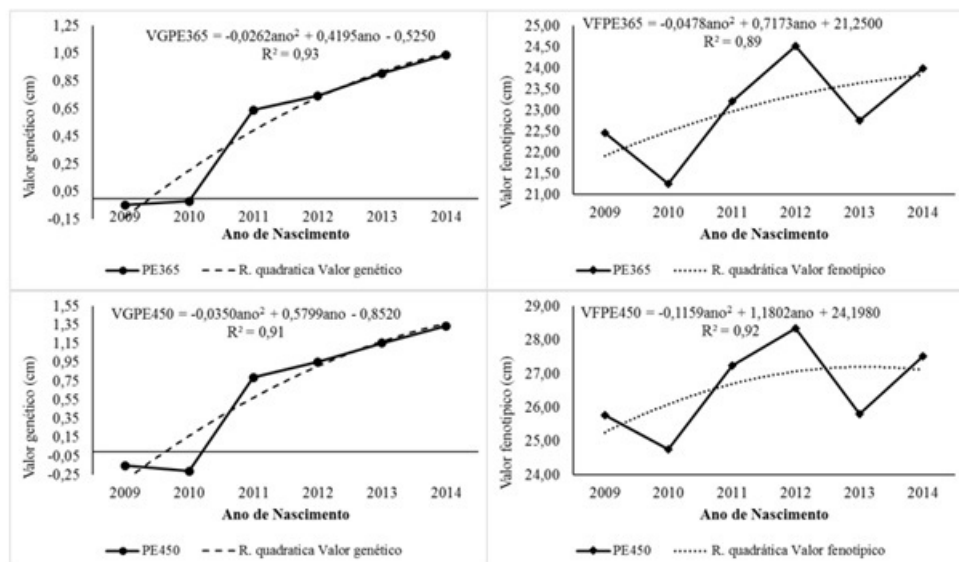 VGPE365 = -0,0262ano² + 0,4195ano - 0,5250
R² = 0,93
Valor genético (cm)
1,25
1,05
0,85
0,65
0,45
0,25
0,05
-0,15
2009 2010 2011 2012 2013 2014
Ano de Nascimento
PE365 R. quadratica Valor genético
VFPE365 = -0,0478ano² + 0,7173ano + 21,2500
R² = 0,89
Valor fenotípico (cm)
25,00
24,50
24,00
23,50
23,00
22,50
22,00
21,50
21,00
2009 2010 2011 2012 2013 2014
Ano de Nascimento
PE365 R. quadrática Valor fenotípico
VGPE450 = -0,0350ano² + 0,5799ano - 0,8520
R² = 0,91
Valor genético (cm)
1,55
1,35
1,15
0,95
0,75
0,55
0,35
0,15
-0,05
-0,25
2009 2010 2011 2012 2013 2014
Ano de Nascimento
PE450 R. quadratica Valor genético
VFPE450 = -0,1159ano² + 1,1802ano + 24,1980
R² = 0,92
Valor fenotípico (cm)
29,00
28,00
27,00
26,00
25,00
24,00
2009 2010 2011 2012 2013 2014
Ano de Nascimento
PE450 R. quadrática Valor fenotípico